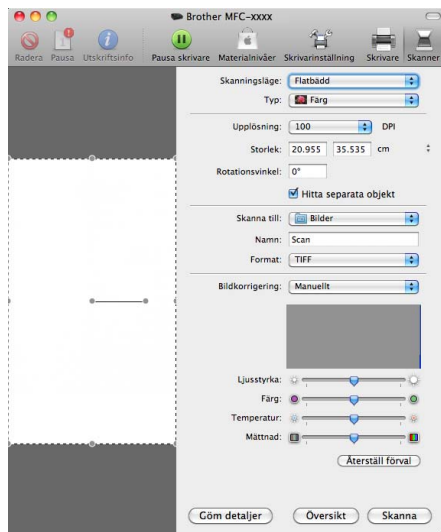 Brother MFC-xxxx
Radera Pausa Utskriftsinfo Pausa skrivare Materialnivåer Skrivarinställning Skrivare Skanner
Skanningsläge: Flatbädd
Typ: Färg
Upplösning: 100 DPI
Storlek: 20.955 35.535 cm
Rotationsvinkel: 0°
Hitta separata objekt
Skanna till: Bilder
Namn: Scan
Format: TIFF
Bildkorrigering: Manuellt
Ljusstyrka:
Färg:
Temperatur:
Mättnad:
Återställ förval
Göm detaljer Översikt Skanna